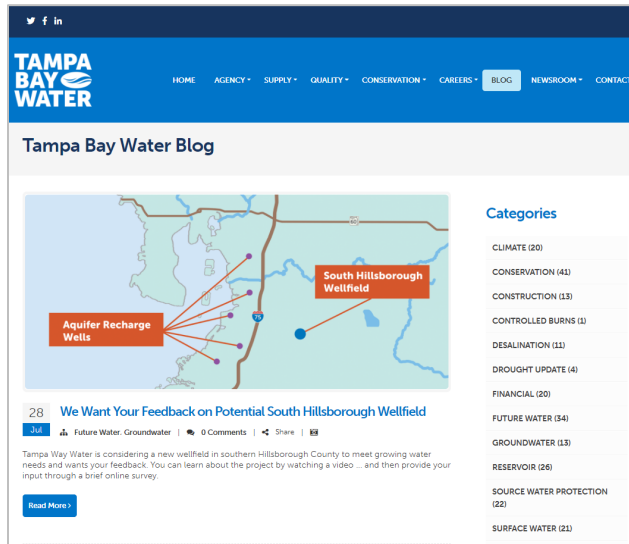 TAMPA
BAY
WATER
HOME AGENCY SUPPLY QUALITY CONSERVATION CAREERS BLOG NEWSROOM CONTACT
Tampa Bay Water Blog
60
South Hillsborough
Wellfield
75
Aquifer Recharge
Wells
28
Jul
We Want Your Feedback on Potential South Hillsborough Wellfield
Future Water. Groundwater | 0 Comments | Share |
Tampa Way Water is considering a new wellfield in southern Hillsborough County to meet growing water
needs and wants your feedback. You can learn about the project by watching a video ... and then provide your
input through a brief online survey.
Read More >
Categories
CLIMATE (20)
CONSERVATION (41)
CONSTRUCTION (13)
CONTROLLED BURNS (1)
DESALINATION (11)
DROUGHT UPDATE (4)
FINANCIAL (20)
FUTURE WATER (34)
GROUNDWATER (13)
RESERVOIR (26)
SOURCE WATER PROTECTION
(22)
SURFACE WATER (21)